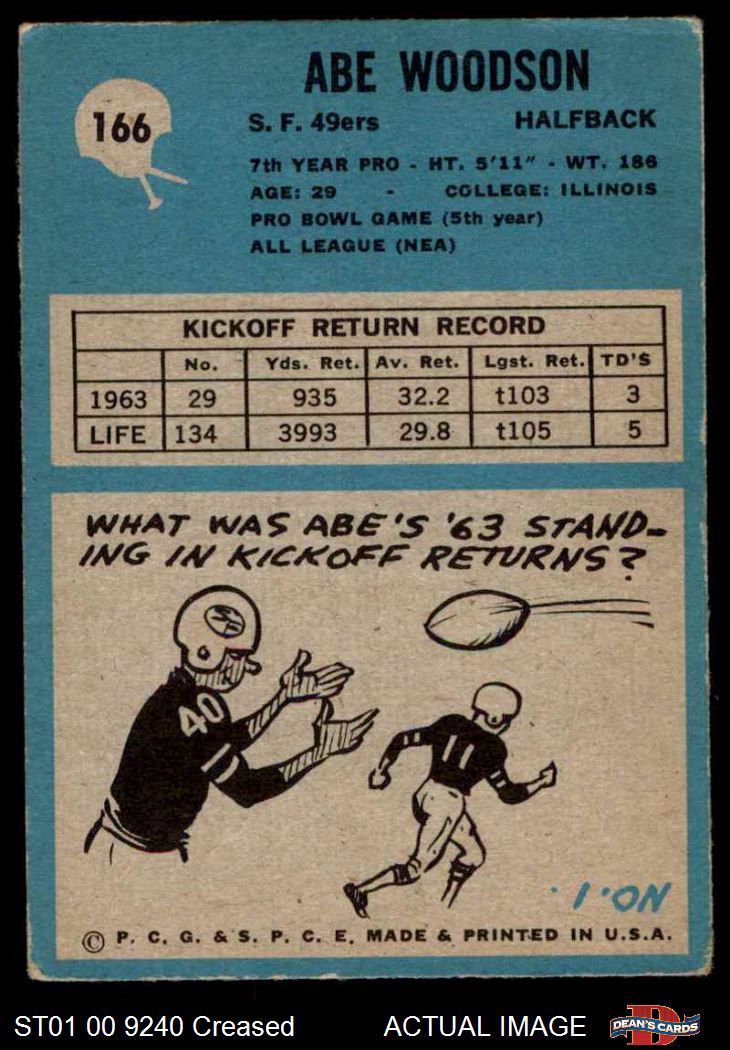 ABE WOODSON
166
S. F. 49ers HALFBACK
7th YEAR PRO - HT. 5'11" - WT. 186
AGE: 29 - COLLEGE: ILLINOIS
PRO BOWL GAME (5th year)
ALL LEAGUE (NEA)
KICKOFF RETURN RECORD
No. Yds. Ret. Av. Ret. Lgst. Ret. TD'S
1963 29 935 32.2 t103 3
LIFE 134 3993 29.8 t105 5
WHAT WAS ABE'S '63 STAND-
ING IN KICKOFF RETURNS?
SF
40
11
NO. 1.
© P. C. G. & S. P. C. E. MADE & PRINTED IN U.S.A.
ST01 00 9240 Creased ACTUAL IMAGE
DEAN'S CARDS